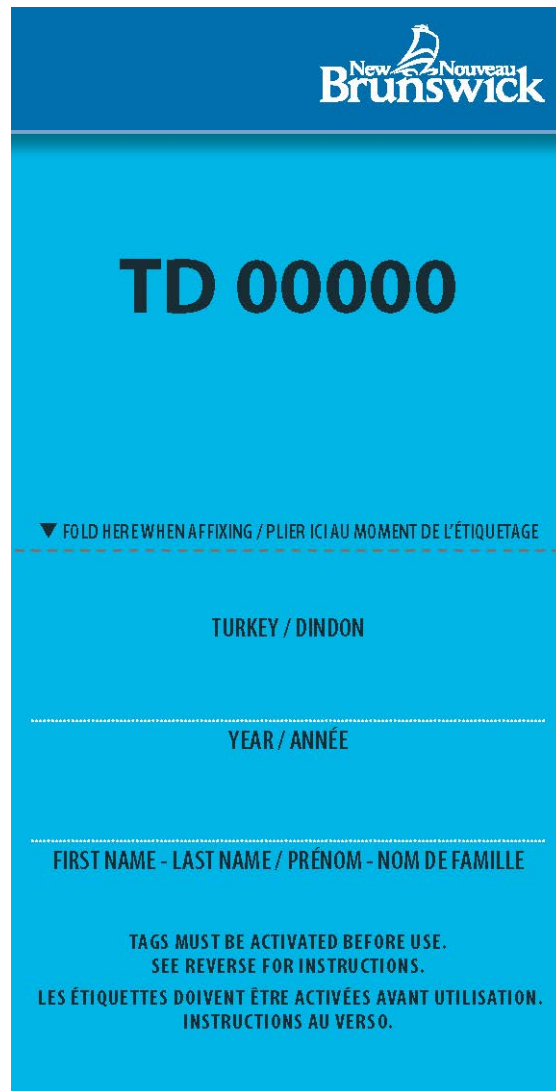 New Nouveau
Brunswick
TD 00000
▼ FOLD HERE WHEN AFFIXING / PLIER ICI AU MOMENT DE L'ÉTIQUETAGE
TURKEY / DINDON
YEAR / ANNÉE
FIRST NAME - LAST NAME / PRÉNOM - NOM DE FAMILLE
TAGS MUST BE ACTIVATED BEFORE USE.
SEE REVERSE FOR INSTRUCTIONS.
LES ÉTIQUETTES DOIVENT ÊTRE ACTIVÉES AVANT UTILISATION.
INSTRUCTIONS AU VERSO.